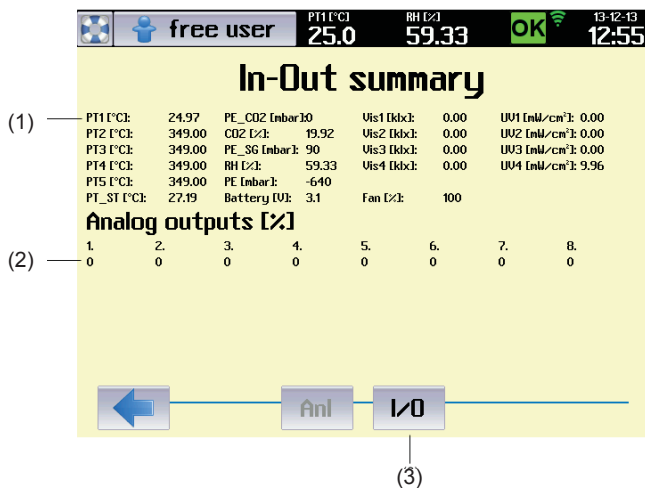 free user PT1 [°C] 25.0 RH [%] 59.33 OK 13-12-13 12:55
In-Out summary
(1)
PT1 [°C]: 24.97 PE_CO2 [mbar]: 0 Vis1 [klx]: 0.00 UV1 [mW/cm²]: 0.00
PT2 [°C]: 349.00 CO2 [%]: 19.92 Vis2 [klx]: 0.00 UV2 [mW/cm²]: 0.00
PT3 [°C]: 349.00 PE_SG [mbar]: 90 Vis3 [klx]: 0.00 UV3 [mW/cm²]: 0.00
PT4 [°C]: 349.00 RH [%]: 59.33 Vis4 [klx]: 0.00 UV4 [mW/cm²]: 9.96
PT5 [°C]: 349.00 PE [mbar]: -640
PT_ST [°C]: 27.19 Battery [V]: 3.1 Fan [%]: 100
Analog outputs [%]
1. 2. 3. 4. 5. 6. 7. 8.
(2)
0 0 0 0 0 0 0 0
AnI I/O
(3)